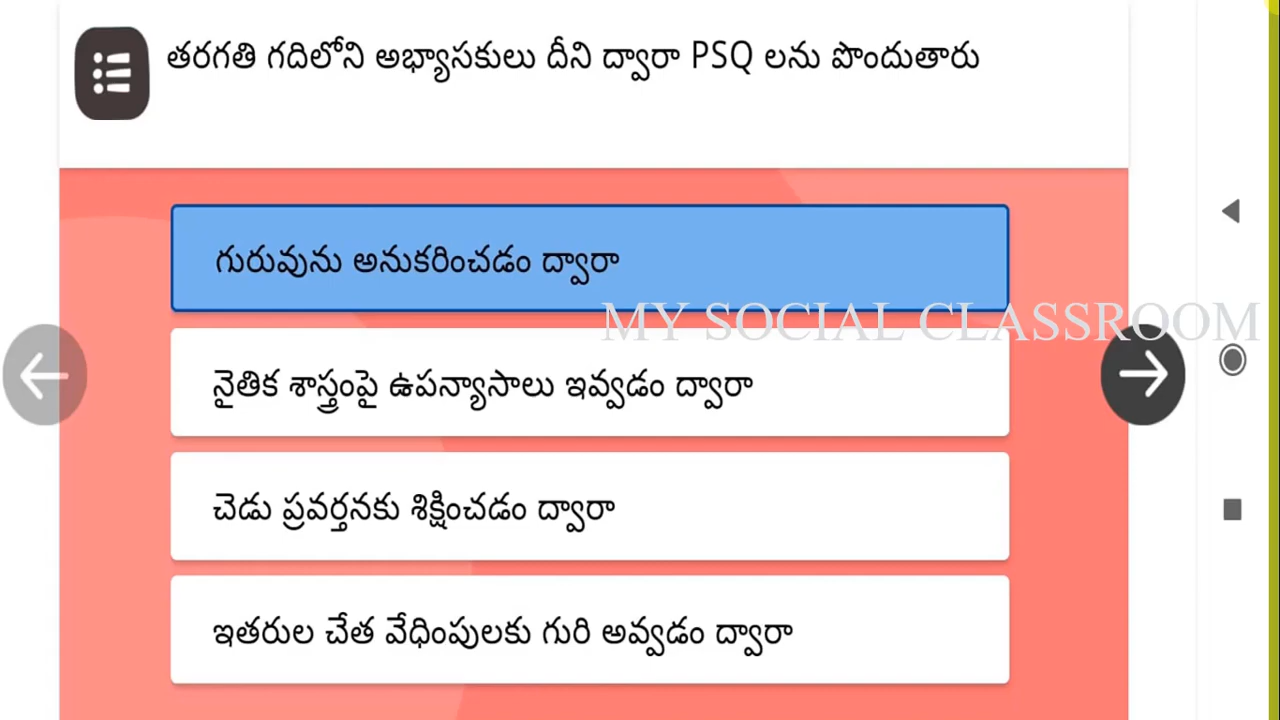 తరగతి గదిలోని అభ్యాసకులు దీని ద్వారా PSQ లను పొందుతారు
గురువును అనుకరించడం ద్వారా
MY SOCIAL CLASSROOM
నైతిక శాస్త్రంపై ఉపన్యాసాలు ఇవ్వడం ద్వారా
చెడు ప్రవర్తనకు శిక్షించడం ద్వారా
ఇతరుల చేత వేధింపులకు గురి అవ్వడం ద్వారా